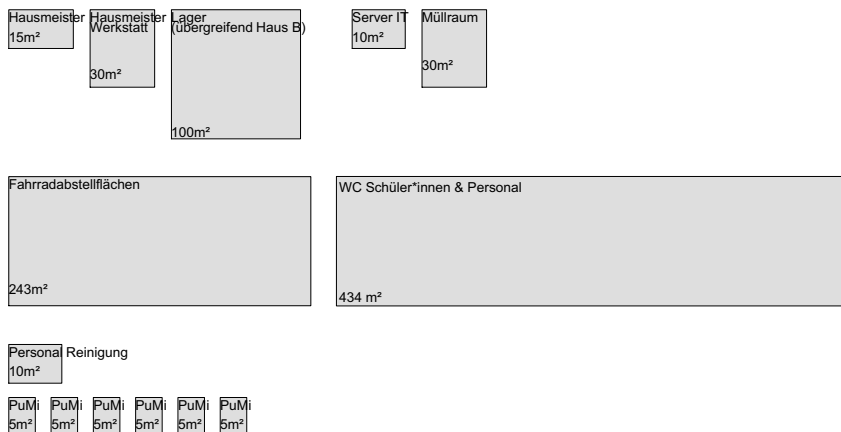 Hausmeister
15m²
Hausmeister
Werkstatt
30m²
Lager
(übergreifend Haus B)
100m²
Server IT
10m²
Müllraum
30m²
Fahrradabstellflächen
243m²
WC Schüler*innen & Personal
434 m²
Personal Reinigung
10m²
PuMi
5m²
PuMi
5m²
PuMi
5m²
PuMi
5m²
PuMi
5m²
PuMi
5m²